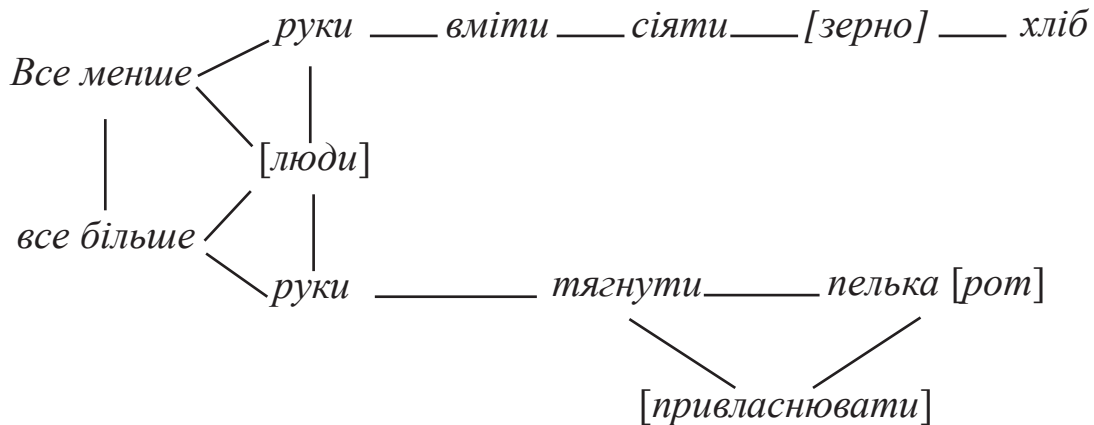 руки вміти сіяти [зерно] хліб
Все менше
[люди]
все більше
руки тягнути пелька [рот]
[привласнювати]